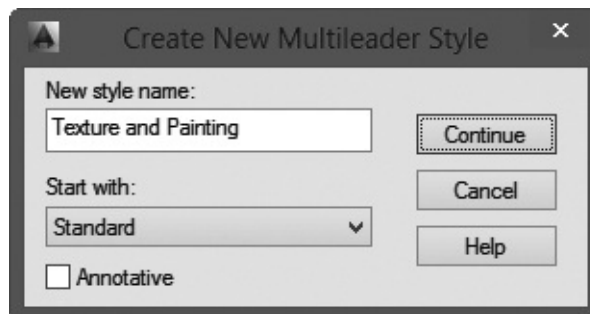 Create New Multileader Style
New style name:
Texture and Painting
Continue
Start with:
Cancel
Standard
Help
Annotative